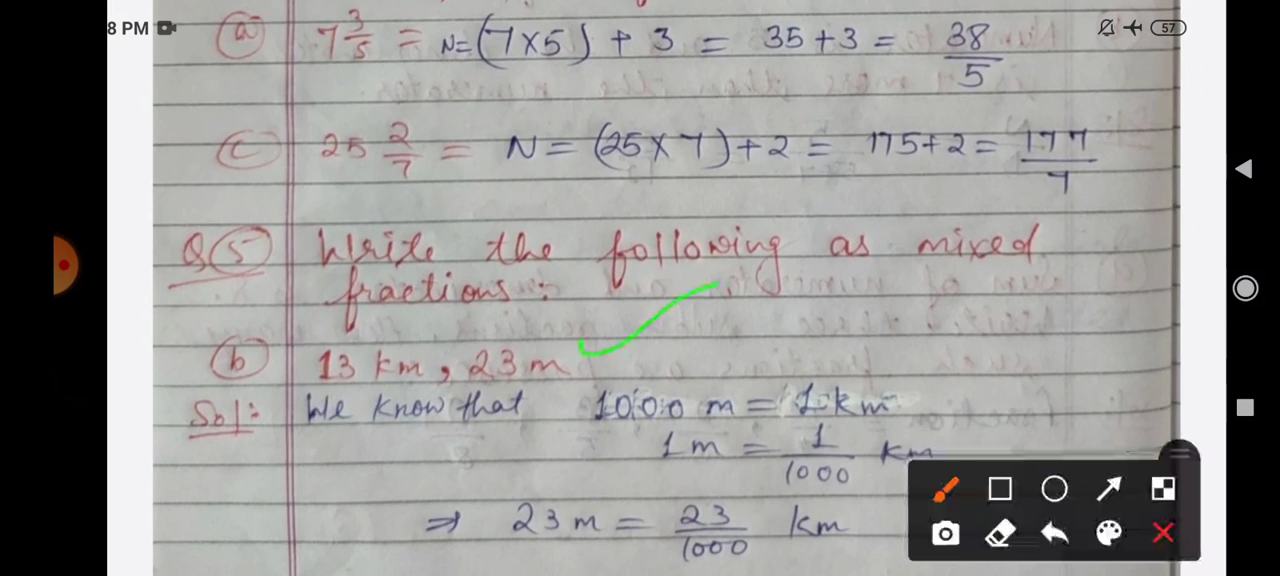 8 PM 57
(a) 7 3/5 = N=(7×5) + 3 = 35+3 = 38/5
(c) 25 2/7 = N = (25×7)+2 = 175+2 = 177/7
Q(5) Write the following as mixed
fractions:
(b) 13 km, 23 m
Sol: We know that 1000 m = 1 km
1 m = 1/1000 km
⇒ 23 m = 23/1000 km